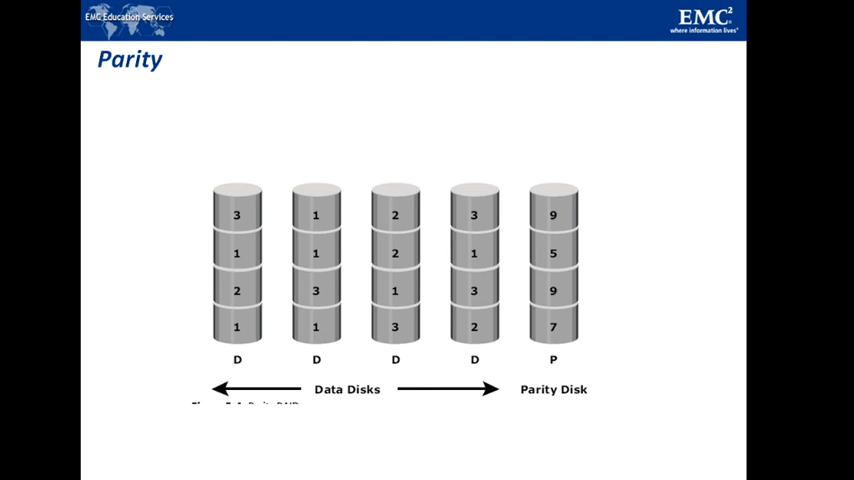 EMC Education Services
EMC²
where information lives®
Parity
3 1 2 3 9
1 1 2 1 5
2 3 1 3 9
1 1 3 2 7
D D D D P
Data Disks Parity Disk